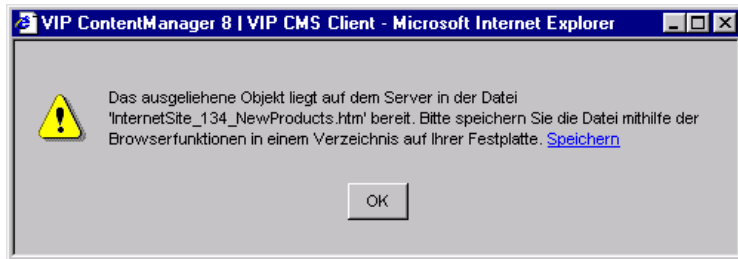 VIP ContentManager 8 | VIP CMS Client - Microsoft Internet Explorer
Das ausgeliehene Objekt liegt auf dem Server in der Datei
'InternetSite_134_NewProducts.htm' bereit. Bitte speichern Sie die Datei mithilfe der
Browserfunktionen in einem Verzeichnis auf Ihrer Festplatte. Speichern
OK